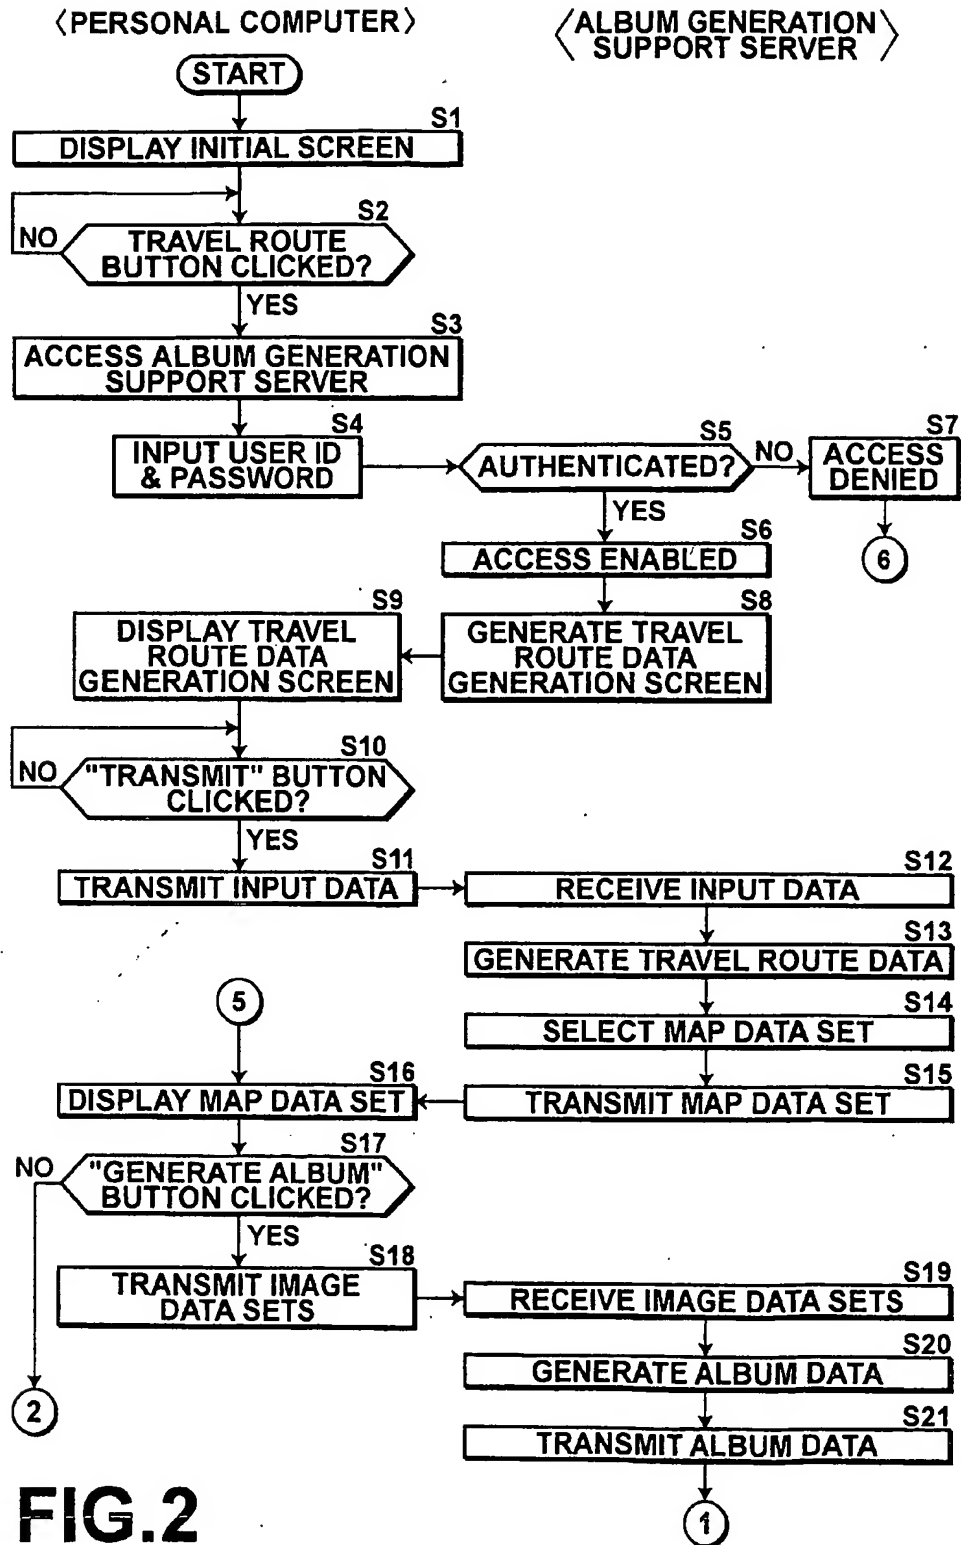 〈PERSONAL COMPUTER〉
〈ALBUM GENERATION
SUPPORT SERVER〉
START
S1
DISPLAY INITIAL SCREEN
S2
NO
TRAVEL ROUTE
BUTTON CLICKED?
YES
S3
ACCESS ALBUM GENERATION
SUPPORT SERVER
S4
INPUT USER ID
& PASSWORD
S5
AUTHENTICATED?
NO
S7
ACCESS
DENIED
6
YES
S6
ACCESS ENABLED
S8
GENERATE TRAVEL
ROUTE DATA
GENERATION SCREEN
S9
DISPLAY TRAVEL
ROUTE DATA
GENERATION SCREEN
S10
NO
"TRANSMIT" BUTTON
CLICKED?
YES
S11
TRANSMIT INPUT DATA
S12
RECEIVE INPUT DATA
S13
GENERATE TRAVEL ROUTE DATA
S14
SELECT MAP DATA SET
S15
TRANSMIT MAP DATA SET
5
S16
DISPLAY MAP DATA SET
S17
NO
"GENERATE ALBUM"
BUTTON CLICKED?
YES
S18
TRANSMIT IMAGE
DATA SETS
S19
RECEIVE IMAGE DATA SETS
S20
GENERATE ALBUM DATA
S21
TRANSMIT ALBUM DATA
2
1
FIG.2